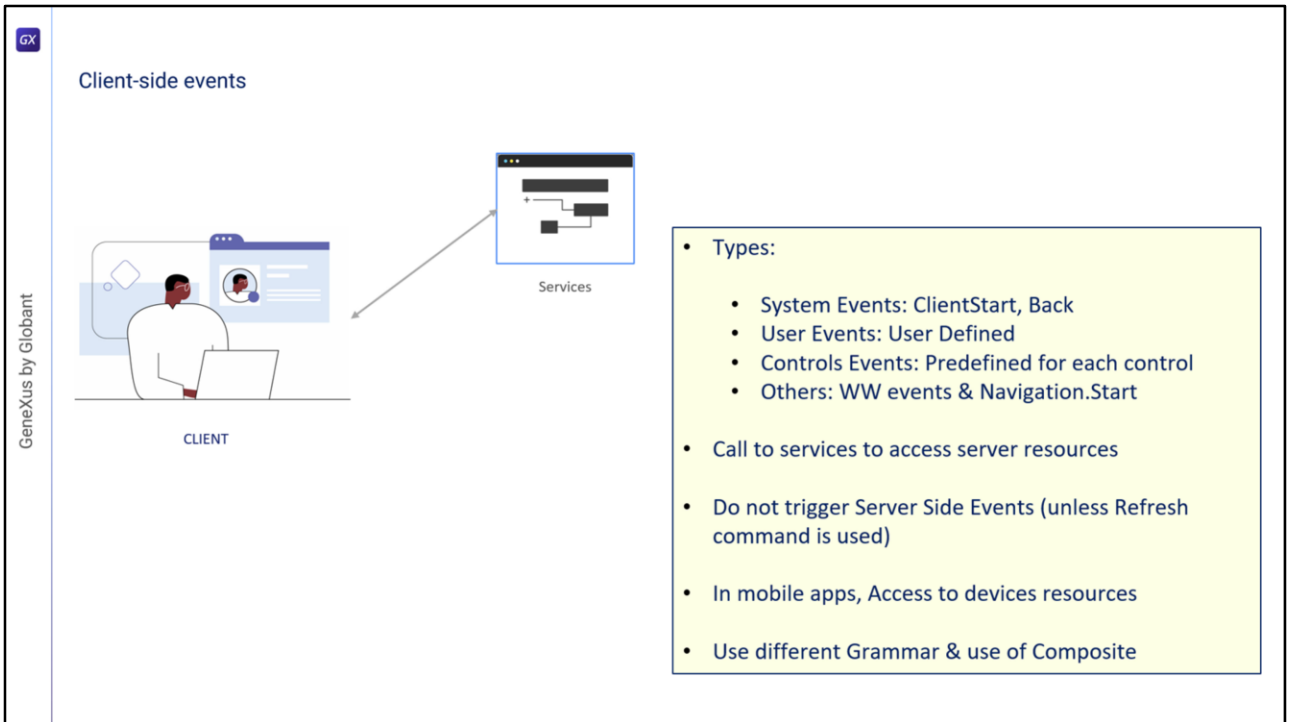 GX
Client-side events
Services
CLIENT
GeneXus by Globant
• Types:
• System Events: ClientStart, Back
• User Events: User Defined
• Controls Events: Predefined for each control
• Others: WW events & Navigation.Start
• Call to services to access server resources
• Do not trigger Server Side Events (unless Refresh
command is used)
• In mobile apps, Access to devices resources
• Use different Grammar & use of Composite